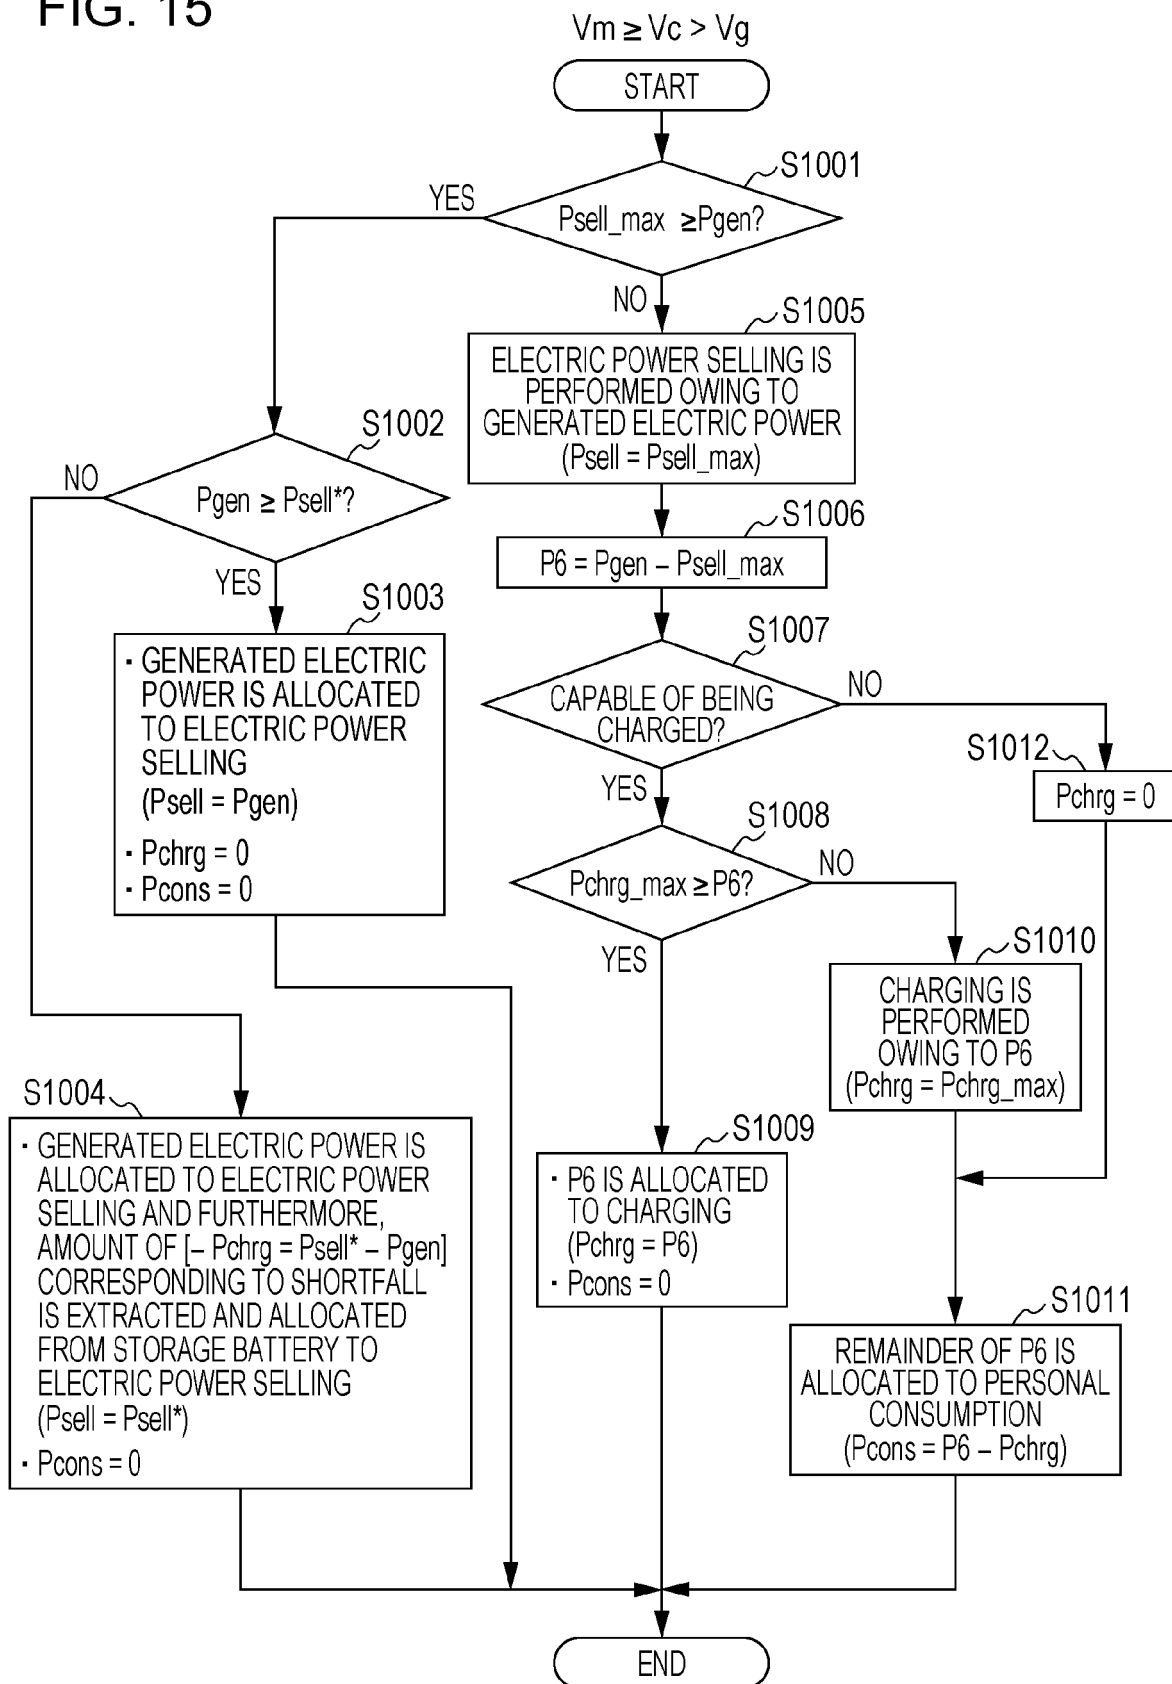 FIG. 15
Vm ≥ Vc > Vg
START
S1001
YES
Psell_max ≥Pgen?
NO
S1005
ELECTRIC POWER SELLING IS
PERFORMED OWING TO
GENERATED ELECTRIC POWER
(Psell = Psell_max)
S1002
NO
Pgen ≥ Psell*?
YES
S1006
P6 = Pgen – Psell_max
S1003
· GENERATED ELECTRIC
POWER IS ALLOCATED
TO ELECTRIC POWER
SELLING
(Psell = Pgen)
· Pchrg = 0
· Pcons = 0
S1007
CAPABLE OF BEING
CHARGED?
NO
YES
S1012
Pchrg = 0
S1008
Pchrg_max ≥ P6?
NO
YES
S1010
CHARGING IS
PERFORMED
OWING TO P6
(Pchrg = Pchrg_max)
S1004
· GENERATED ELECTRIC POWER IS
ALLOCATED TO ELECTRIC POWER
SELLING AND FURTHERMORE,
AMOUNT OF [– Pchrg = Psell* – Pgen]
CORRESPONDING TO SHORTFALL
IS EXTRACTED AND ALLOCATED
FROM STORAGE BATTERY TO
ELECTRIC POWER SELLING
(Psell = Psell*)
· Pcons = 0
S1009
· P6 IS ALLOCATED
TO CHARGING
(Pchrg = P6)
· Pcons = 0
S1011
REMAINDER OF P6 IS
ALLOCATED TO PERSONAL
CONSUMPTION
(Pcons = P6 – Pchrg)
END